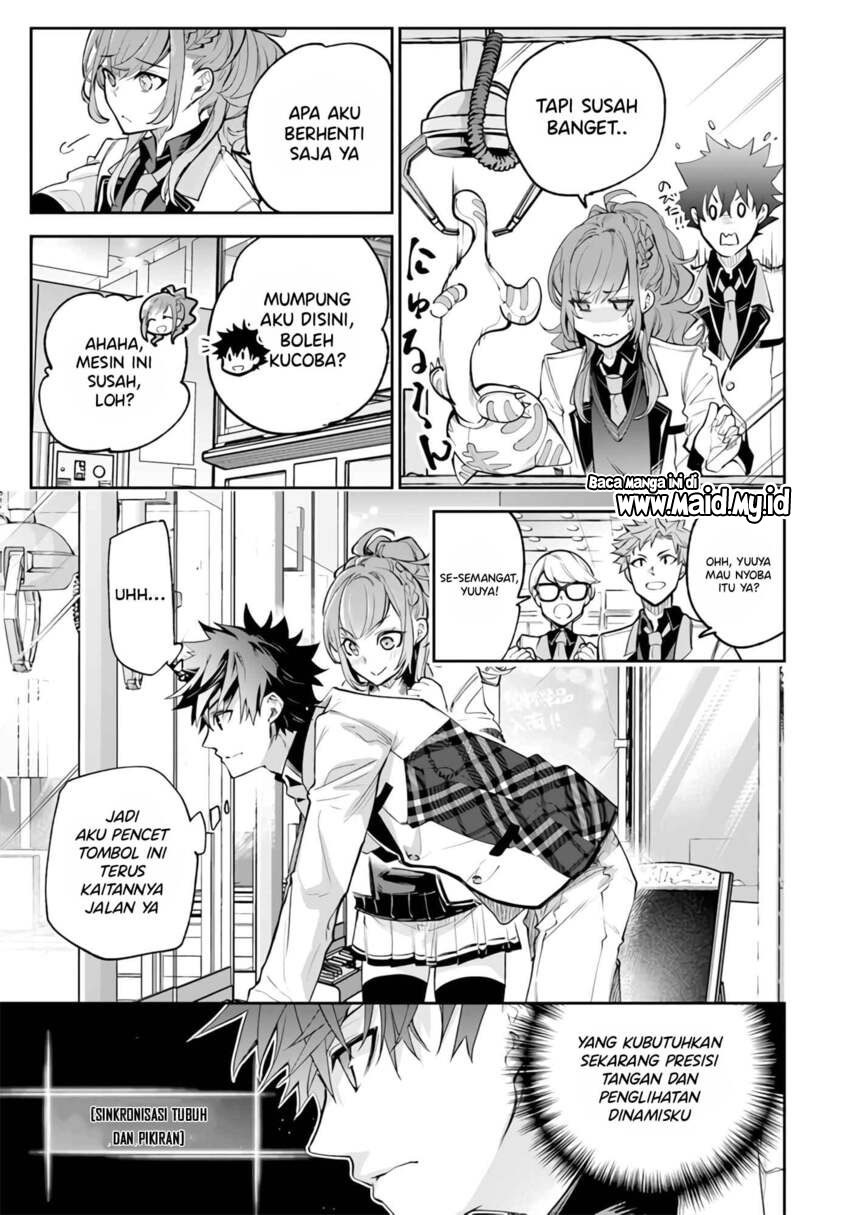 TAPI SUSAH
BANGET..
のびた!!
にゅるるん
APA AKU
BERHENTI
SAJA YA
MUMPUNG
AKU DISINI,
BOLEH
KUCOBA?
AHAHA,
MESIN INI
SUSAH,
LOH?
Baca Manga ini di
www.Maid.My.id
OHH, YUUYA
MAU NYOBA
ITU YA?
SE-SEMANGAT,
YUUYA!
UHH...
JADI
AKU PENCET
TOMBOL INI
TERUS
KAITANNYA
JALAN YA
YANG KUBUTUHKAN
SEKARANG PRESISI
TANGAN DAN
PENGLIHATAN
DINAMISKU
[SINKRONISASI TUBUH
DAN PIKIRAN]